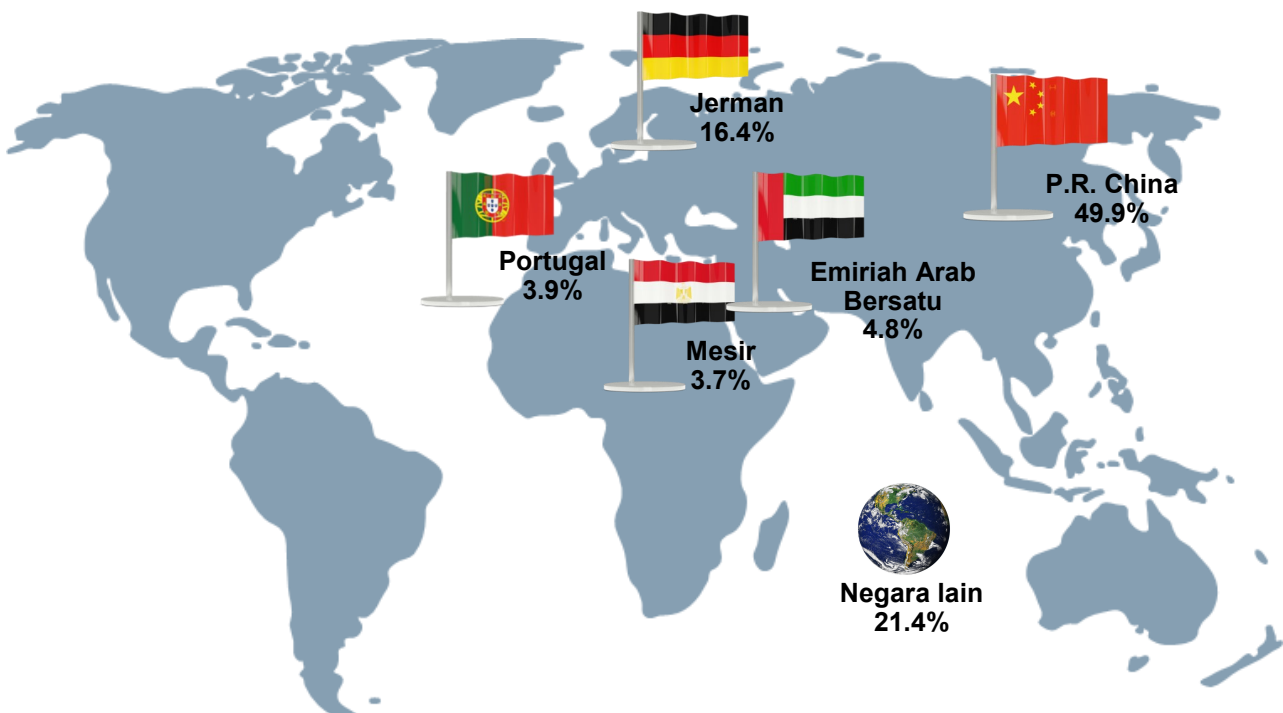 Jerman
16.4%
P.R. China
49.9%
Portugal
3.9%
Emiriah Arab
Bersatu
4.8%
Mesir
3.7%
Negara lain
21.4%